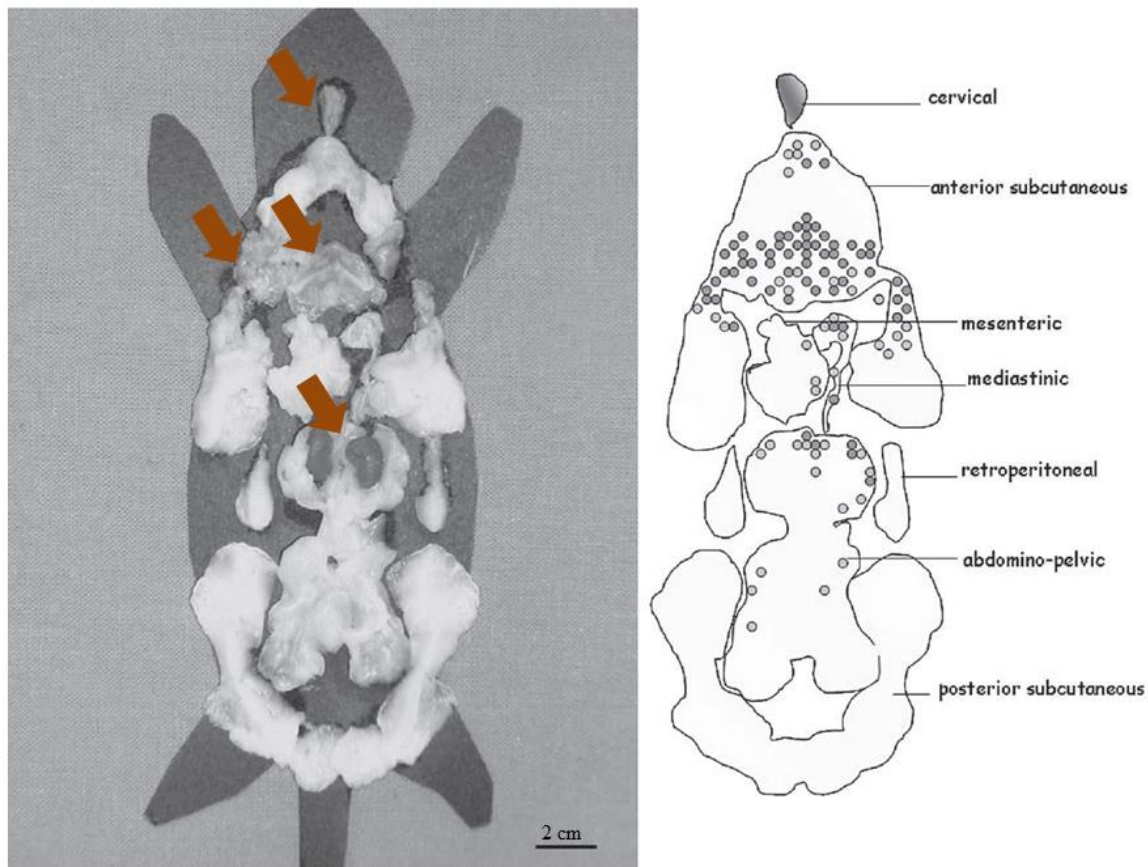 cervical
anterior subcutaneous
mesenteric
mediastinic
retroperitoneal
abdomino-pelvic
posterior subcutaneous
2 cm